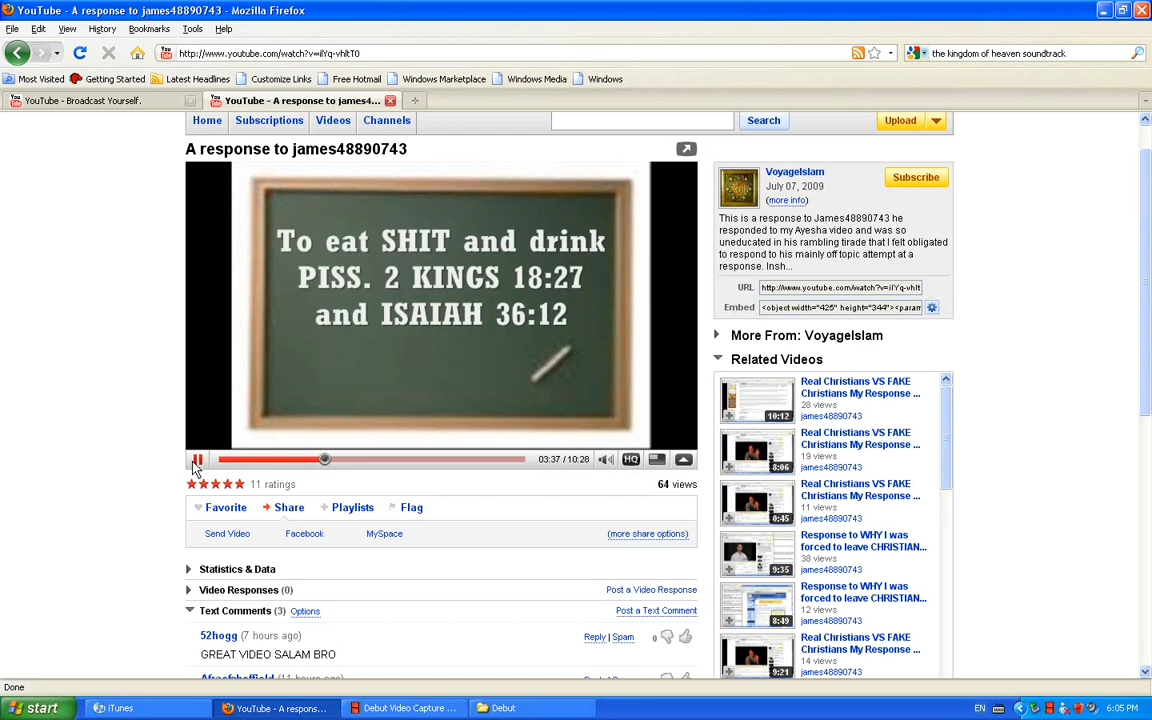 YouTube - A response to james48890743 - Mozilla Firefox
File Edit View History Bookmarks Tools Help
http://www.youtube.com/watch?v=ilYq-vhltT0
the kingdom of heaven soundtrack
Most Visited Getting Started Latest Headlines Customize Links Free Hotmail Windows Marketplace Windows Media Windows
YouTube - Broadcast Yourself.
YouTube - A response to james4...
Home Subscriptions Videos Channels Search Upload
A response to james48890743
To eat SHIT and drink
PISS. 2 KINGS 18:27
and ISAIAH 36:12
03:37 / 10:28 HQ
11 ratings 64 views
Favorite Share Playlists Flag
Send Video Facebook MySpace (more share options)
Statistics & Data
Video Responses (0) Post a Video Response
Text Comments (3) Options Post a Text Comment
52hogg (7 hours ago) Reply | Spam 0
GREAT VIDEO SALAM BRO
VoyageIslam
July 07, 2009
(more info)
Subscribe
This is a response to James48890743 he
responded to my Ayesha video and was so
uneducated in his rambling tirade that I felt obligated
to respond to his mainly off topic attempt at a
response. Insh...
URL http://www.youtube.com/watch?v=ilYq-vhlt
Embed <object width="425" height="344"><param
More From: VoyageIslam
Related Videos
Real Christians VS FAKE
Christians My Response ...
28 views
james48890743
10:12
Real Christians VS FAKE
Christians My Response ...
19 views
james48890743
8:06
Real Christians VS FAKE
Christians My Response ...
11 views
james48890743
0:45
Response to WHY I was
forced to leave CHRISTIAN...
38 views
james48890743
9:35
Response to WHY I was
forced to leave CHRISTIAN...
12 views
james48890743
8:49
Real Christians VS FAKE
Christians My Response ...
14 views
james48890743
9:21
Done
start iTunes YouTube - A respons... Debut Video Capture ... Debut EN 6:05 PM